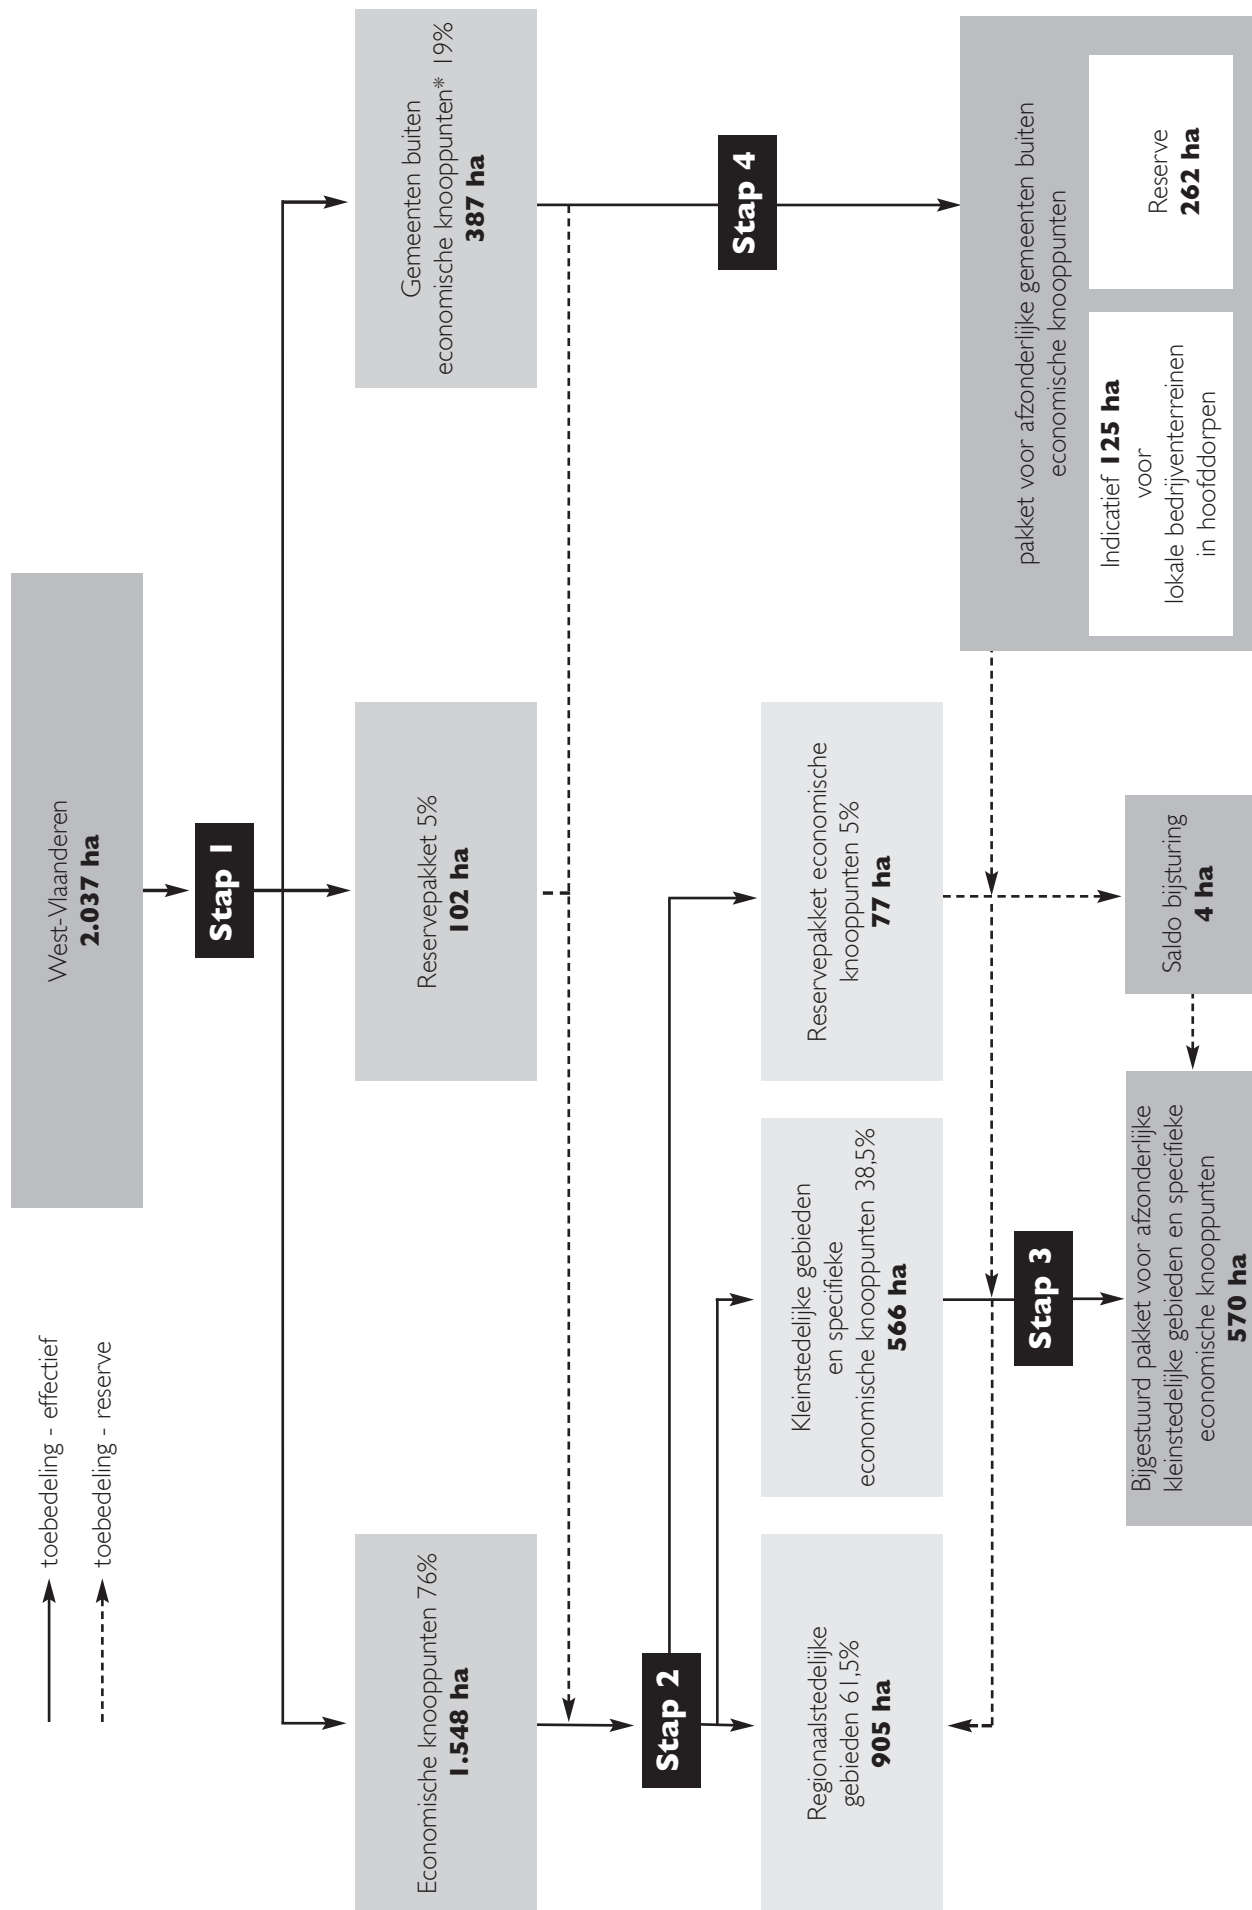 toebedeling - effectief
toebedeling - reserve
West-Vlaanderen
2.037 ha
Stap 1
Economische knooppunten 76%
1.548 ha
Reservepakket 5%
102 ha
Gemeenten buiten
economische knooppunten* 19%
387 ha
Stap 2
Stap 4
Regionaalstedelijke
gebieden 61,5%
905 ha
Kleinstedelijke gebieden
en specifieke
economische knooppunten 38,5%
566 ha
Reservepakket economische
knooppunten 5%
77 ha
Stap 3
Bijgestuurd pakket voor afzonderlijke
kleinstedelijke gebieden en specifieke
economische knooppunten
570 ha
Saldo bijsturing
4 ha
pakket voor afzonderlijke gemeenten buiten
economische knooppunten
Indicatief 125 ha
voor
lokale bedrijventerreinen
in hoofddorpen
Reserve
262 ha